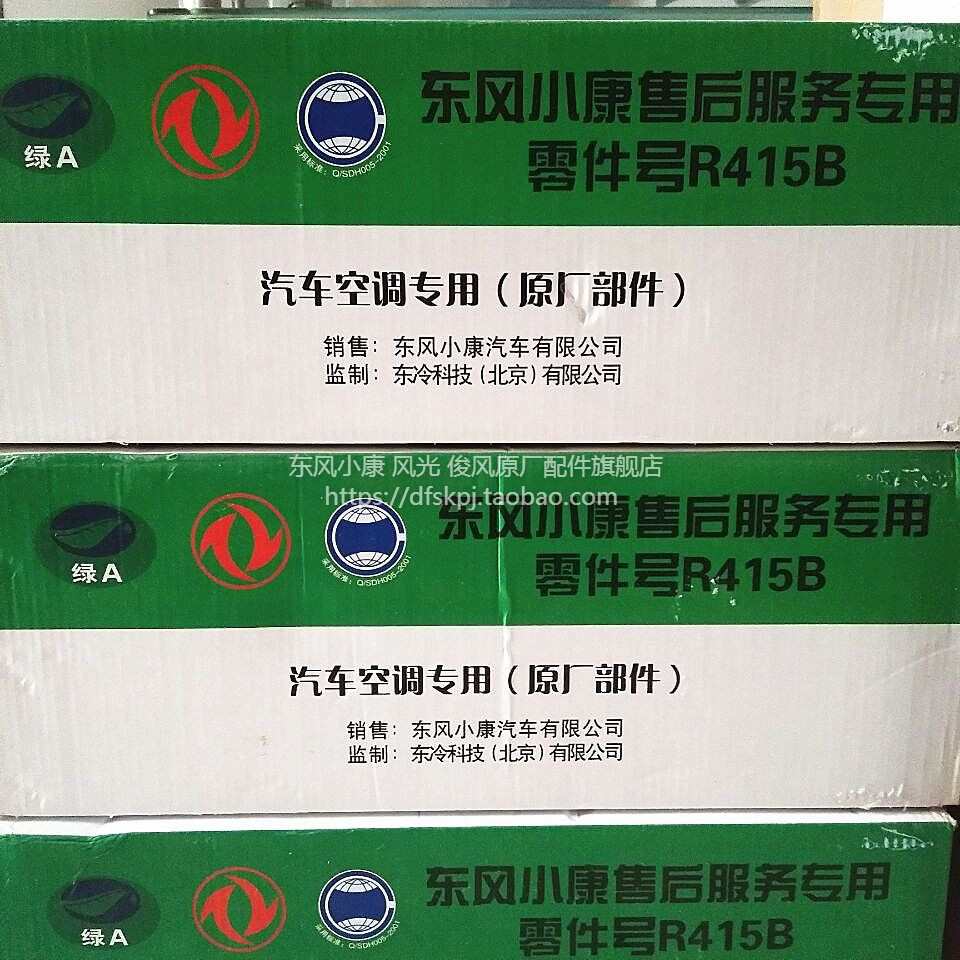 东风小康售后服务专用
零件号R415B
绿A
采用标准：Q/SDH005-2001
汽车空调专用（原厂部件）
销售：东风小康汽车有限公司
监制：东冷科技（北京）有限公司
东风小康 风光 俊风原厂配件旗舰店
https://dfskpj.taobao.com
东风小康售后服务专用
零件号R415B
绿A
采用标准：Q/SDH005-2001
汽车空调专用（原厂部件）
销售：东风小康汽车有限公司
监制：东冷科技（北京）有限公司
东风小康售后服务专用
零件号R415B
绿A
采用标准：Q/SDH005-2001